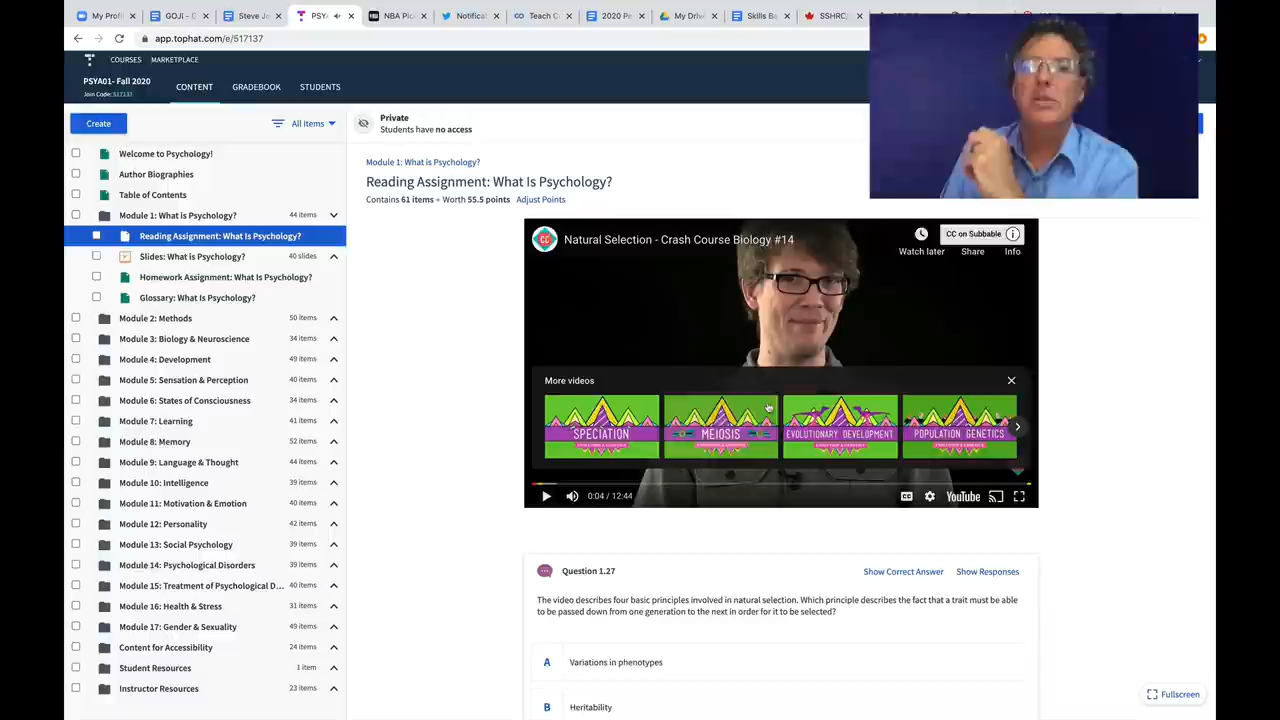 My Profi
GOJI - G
Steve Ja
PSYA
NBA Pic
Notificat
Teach C
2020 Pe
My Driv
Skills Ba
SSHRC/
app.tophat.com/e/517137
COURSES MARKETPLACE
PSYA01- Fall 2020
Join Code: 517137
CONTENT GRADEBOOK STUDENTS
Create
All items
Private
Students have no access
Welcome to Psychology!
Author Biographies
Table of Contents
Module 1: What is Psychology? 44 items
Reading Assignment: What Is Psychology?
Slides: What is Psychology? 40 slides
Homework Assignment: What Is Psychology?
Glossary: What Is Psychology?
Module 2: Methods 50 items
Module 3: Biology & Neuroscience 34 items
Module 4: Development 49 items
Module 5: Sensation & Perception 40 items
Module 6: States of Consciousness 34 items
Module 7: Learning 41 items
Module 8: Memory 52 items
Module 9: Language & Thought 44 items
Module 10: Intelligence 39 items
Module 11: Motivation & Emotion 40 items
Module 12: Personality 42 items
Module 13: Social Psychology 39 items
Module 14: Psychological Disorders 39 items
Module 15: Treatment of Psychological D... 40 items
Module 16: Health & Stress 31 items
Module 17: Gender & Sexuality 49 items
Content for Accessibility 24 items
Student Resources 1 item
Instructor Resources 23 items
Module 1: What is Psychology?
Reading Assignment: What Is Psychology?
Contains 61 items • Worth 55.5 points Adjust Points
CC
Natural Selection - Crash Course Biology #14
CC on Subbable
Watch later Share Info
More videos
SPECIATION
MEIOSIS
EVOLUTIONARY DEVELOPMENT
POPULATION GENETICS
0:04 / 12:44
CC
YouTube
Question 1.27
Show Correct Answer Show Responses
The video describes four basic principles involved in natural selection. Which principle describes the fact that a trait must be able
to be passed down from one generation to the next in order for it to be selected?
A Variations in phenotypes
B Heritability
Fullscreen